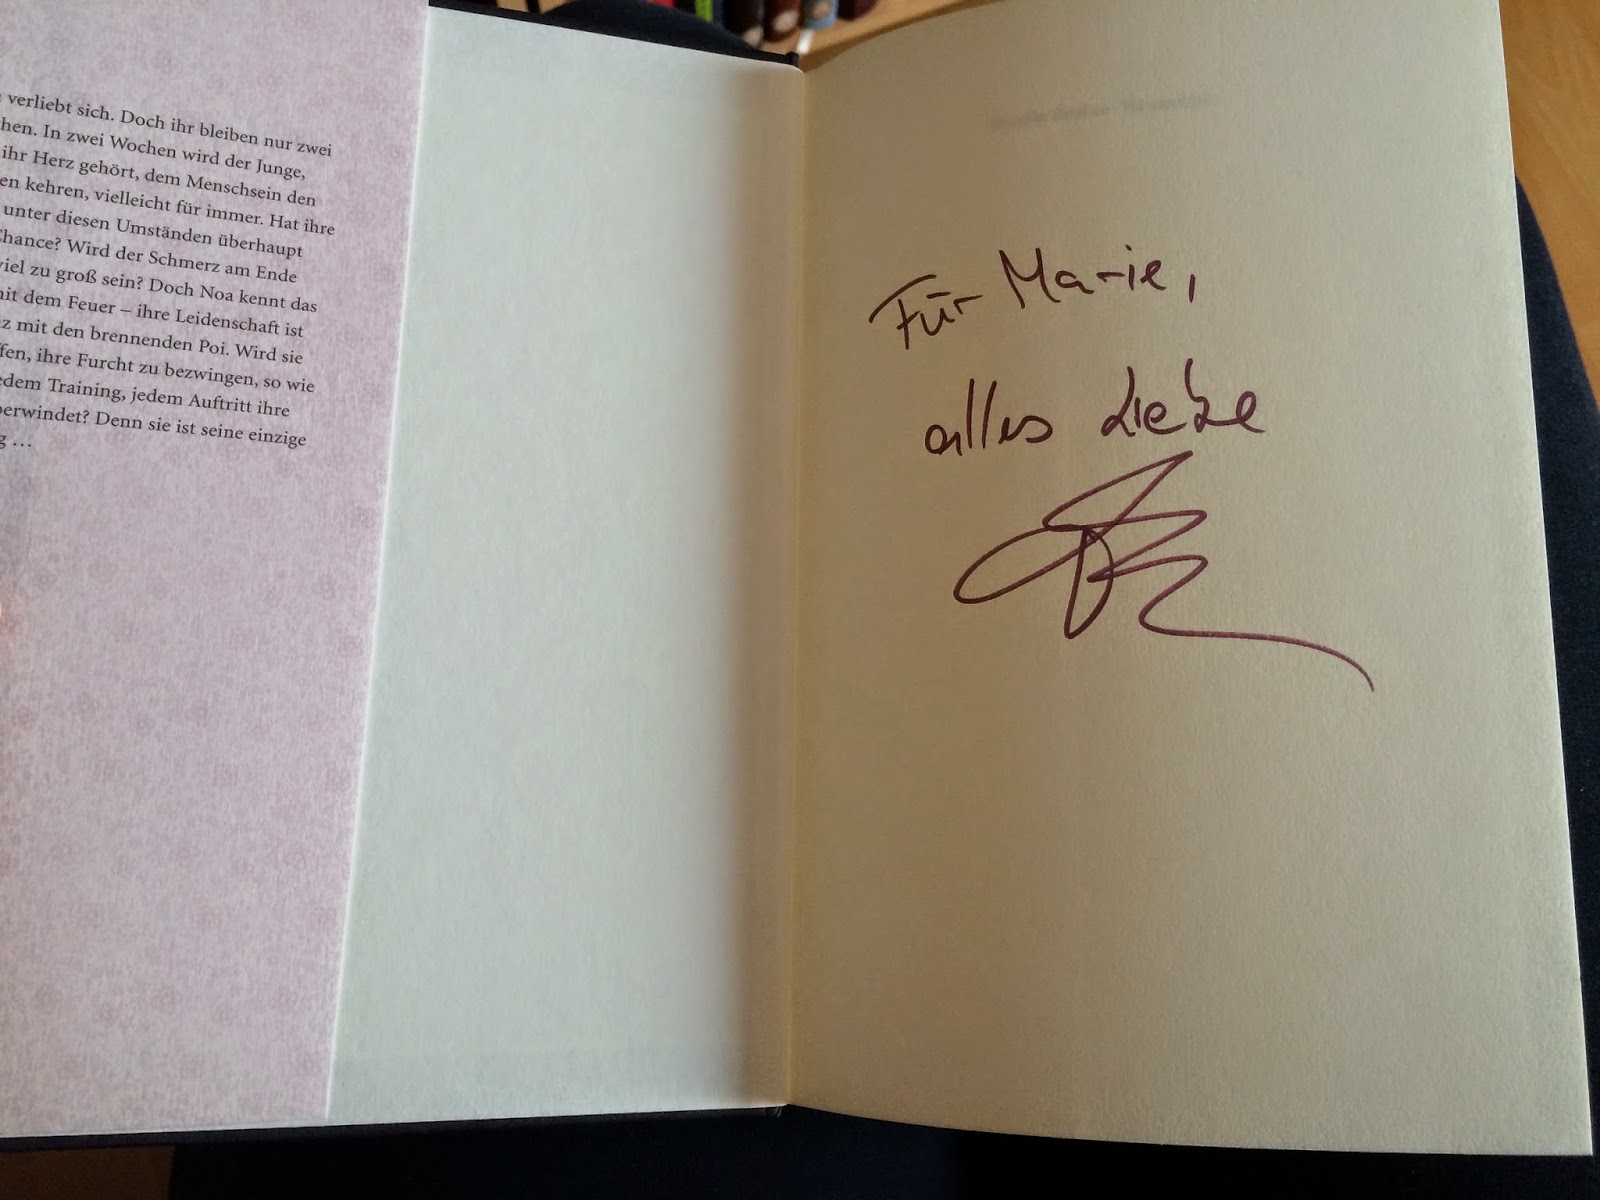 verliebt sich. Doch ihr bleiben nur zwei
hen. In zwei Wochen wird der Junge,
ihr Herz gehört, dem Menschsein den
en kehren, vielleicht für immer. Hat ihre
unter diesen Umständen überhaupt
Chance? Wird der Schmerz am Ende
viel zu groß sein? Doch Noa kennt das
mit dem Feuer – ihre Leidenschaft ist
z mit den brennenden Poi. Wird sie
ffen, ihre Furcht zu bezwingen, so wie
edem Training, jedem Auftritt ihre
berwindet? Denn sie ist seine einzige
g ...
Für Marie,
alles Liebe